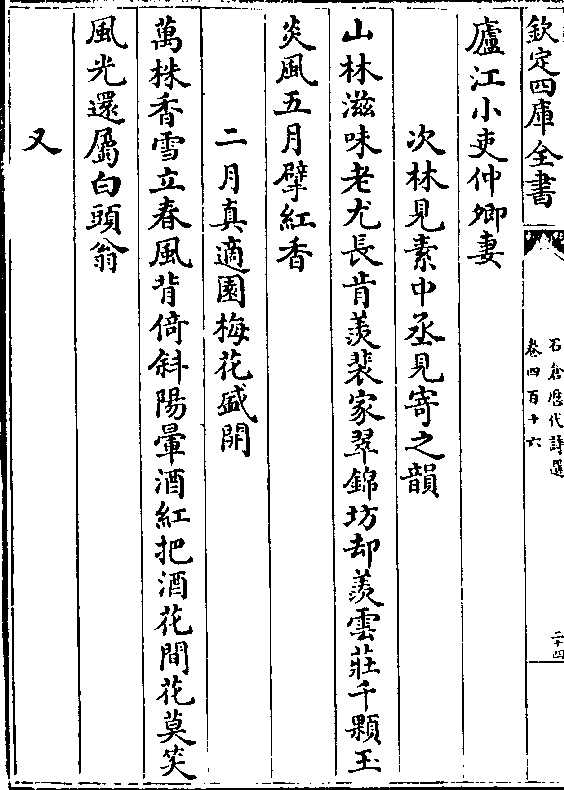 欽定四庫全書
石倉歷代詩選
卷四百十六
二十四
廬江小吏仲卿妻
次林見素中丞見寄之韻
山林滋味老尤長肯羨裴家翠錦坊却羨雲莊千顆玉
炎風五月擘紅香
二月真適園梅花盛開
萬株香雪立春風背倚斜陽暈酒紅把酒花間花莫笑
風光還屬白頭翁
又